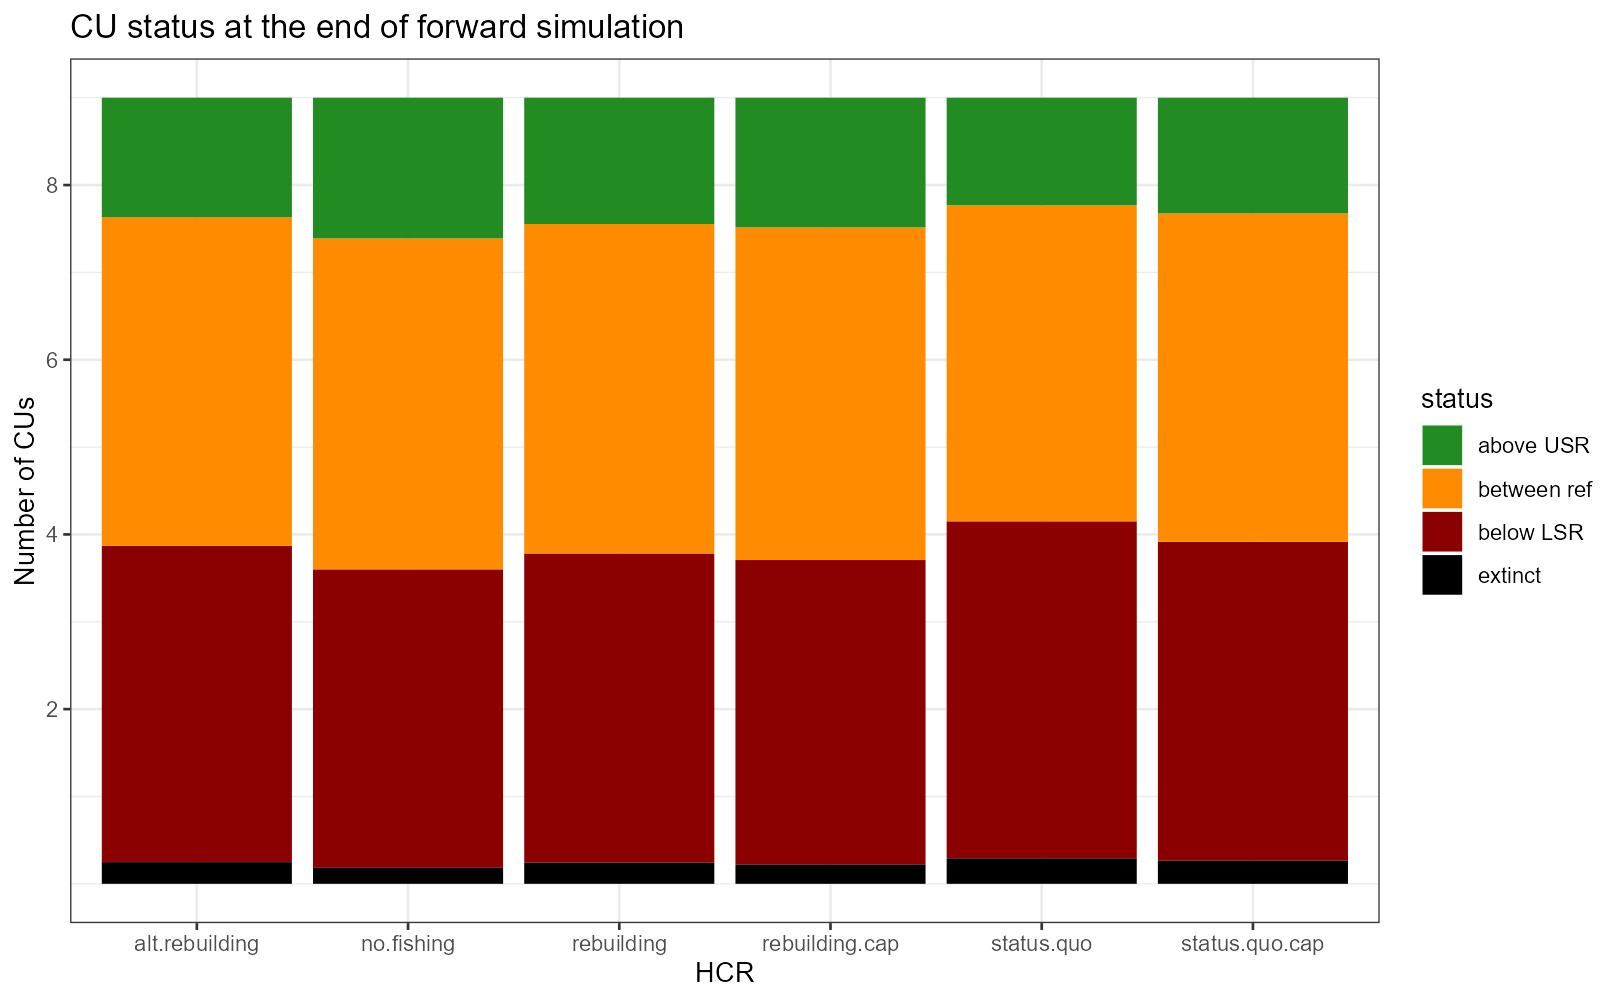 CU status at the end of forward simulation
Number of CUs
8
6
4
2
alt.rebuilding
no.fishing
rebuilding
rebuilding.cap
status.quo
status.quo.cap
HCR
status
above USR
between ref
below LSR
extinct